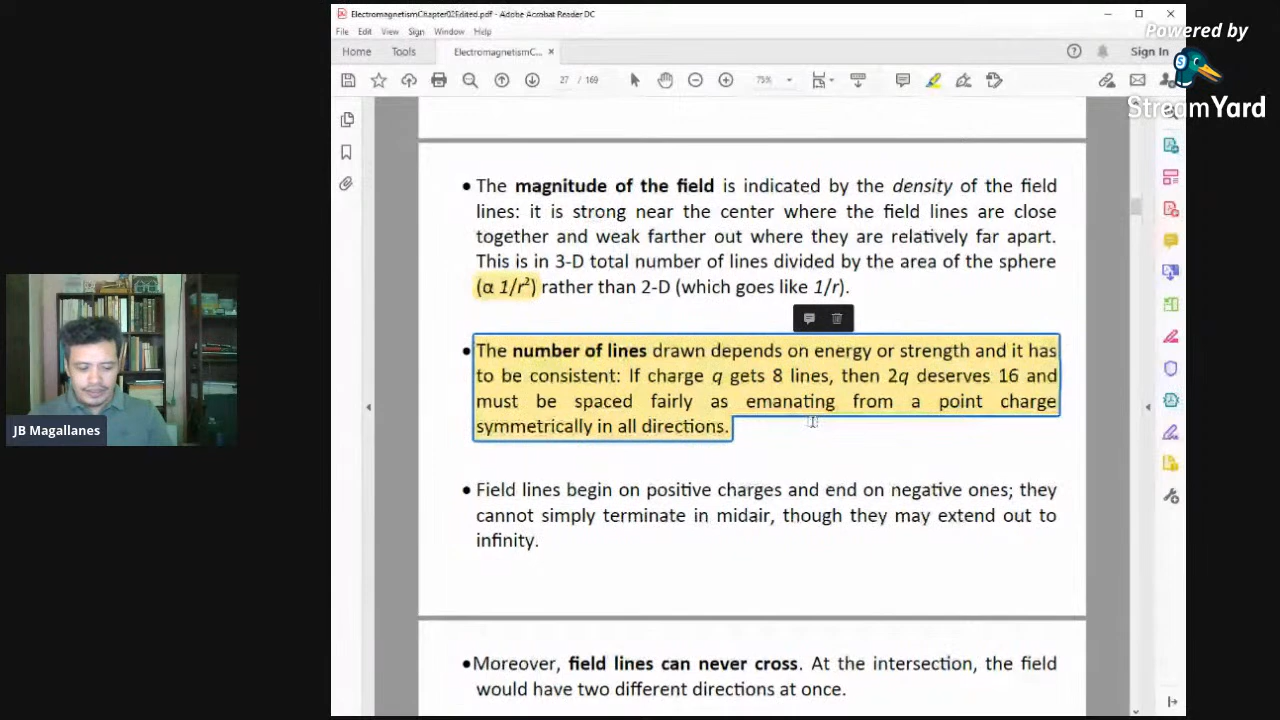 ElectromagnetismChapter02Edited.pdf - Adobe Acrobat Reader DC
File Edit View Sign Window Help
Home Tools ElectromagnetismC... × Sign In
27 / 169 75%
Powered by
StreamYard
• The magnitude of the field is indicated by the density of the field
lines: it is strong near the center where the field lines are close
together and weak farther out where they are relatively far apart.
This is in 3-D total number of lines divided by the area of the sphere
(α 1/r²) rather than 2-D (which goes like 1/r).
• The number of lines drawn depends on energy or strength and it has
to be consistent: If charge q gets 8 lines, then 2q deserves 16 and
must be spaced fairly as emanating from a point charge
symmetrically in all directions.
• Field lines begin on positive charges and end on negative ones; they
cannot simply terminate in midair, though they may extend out to
infinity.
• Moreover, field lines can never cross. At the intersection, the field
would have two different directions at once.
JB Magallanes